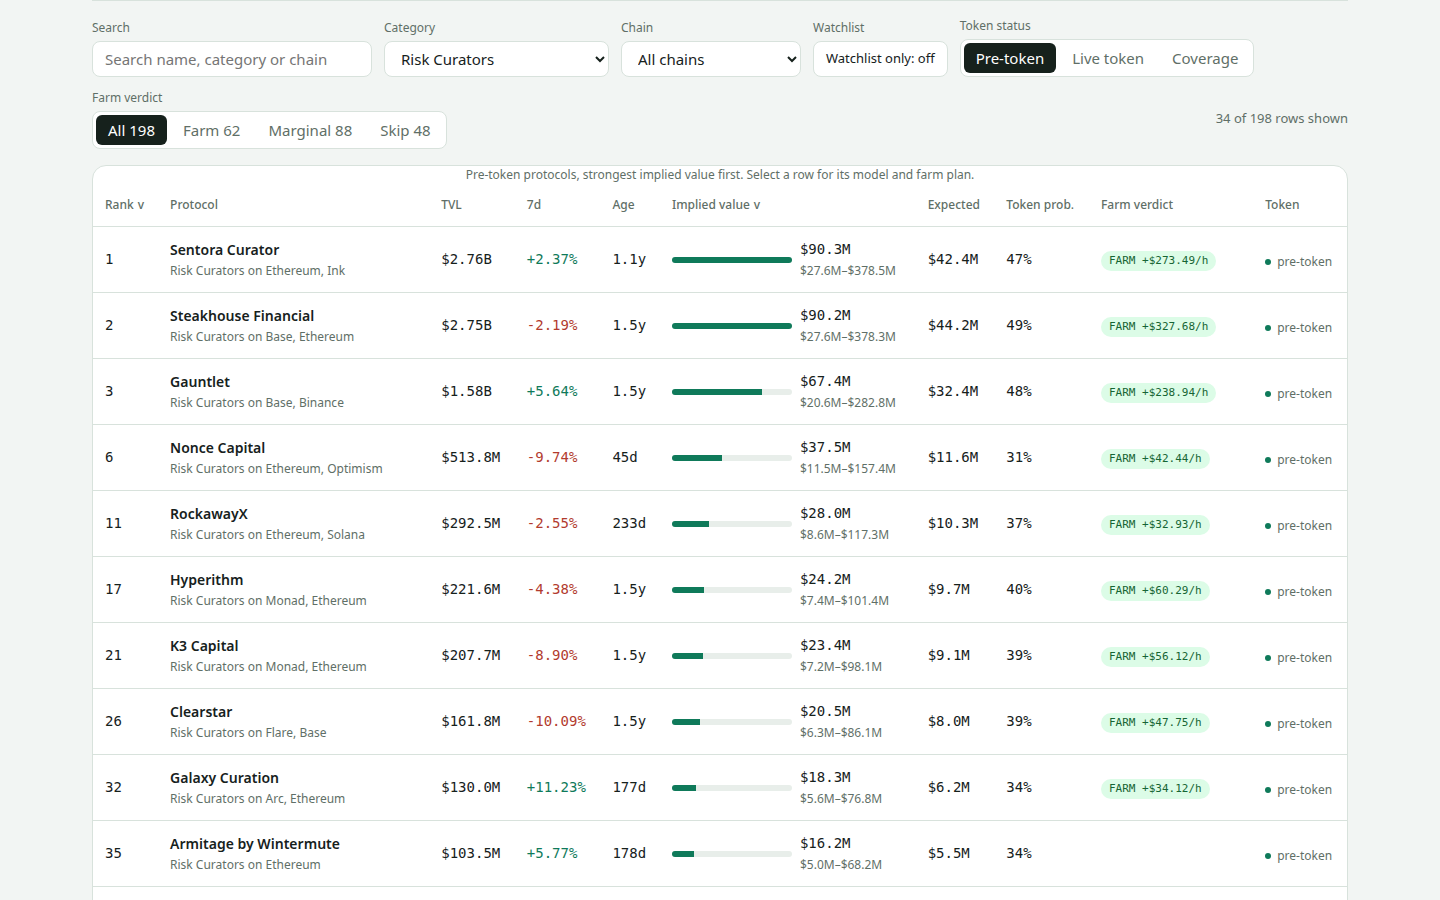 Search
Category
Chain
Watchlist
Token status
Search name, category or chain
Risk Curators
All chains
Watchlist only: off
Pre-token
Live token
Coverage
Farm verdict
All 198
Farm 62
Marginal 88
Skip 48
34 of 198 rows shown
Pre-token protocols, strongest implied value first. Select a row for its model and farm plan.
Rank v Protocol TVL 7d Age Implied value v Expected Token prob. Farm verdict Token
1 Sentora Curator $2.76B +2.37% 1.1y $90.3M $42.4M 47% FARM +$273.49/h pre-token
Risk Curators on Ethereum, Ink $27.6M–$378.5M
2 Steakhouse Financial $2.75B -2.19% 1.5y $90.2M $44.2M 49% FARM +$327.68/h pre-token
Risk Curators on Base, Ethereum $27.6M–$378.3M
3 Gauntlet $1.58B +5.64% 1.5y $67.4M $32.4M 48% FARM +$238.94/h pre-token
Risk Curators on Base, Binance $20.6M–$282.8M
6 Nonce Capital $513.8M -9.74% 45d $37.5M $11.6M 31% FARM +$42.44/h pre-token
Risk Curators on Ethereum, Optimism $11.5M–$157.4M
11 RockawayX $292.5M -2.55% 233d $28.0M $10.3M 37% FARM +$32.93/h pre-token
Risk Curators on Ethereum, Solana $8.6M–$117.3M
17 Hyperithm $221.6M -4.38% 1.5y $24.2M $9.7M 40% FARM +$60.29/h pre-token
Risk Curators on Monad, Ethereum $7.4M–$101.4M
21 K3 Capital $207.7M -8.90% 1.5y $23.4M $9.1M 39% FARM +$56.12/h pre-token
Risk Curators on Monad, Ethereum $7.2M–$98.1M
26 Clearstar $161.8M -10.09% 1.5y $20.5M $8.0M 39% FARM +$47.75/h pre-token
Risk Curators on Flare, Base $6.3M–$86.1M
32 Galaxy Curation $130.0M +11.23% 177d $18.3M $6.2M 34% FARM +$34.12/h pre-token
Risk Curators on Arc, Ethereum $5.6M–$76.8M
35 Armitage by Wintermute $103.5M +5.77% 178d $16.2M $5.5M 34% pre-token
Risk Curators on Ethereum $5.0M–$68.2M